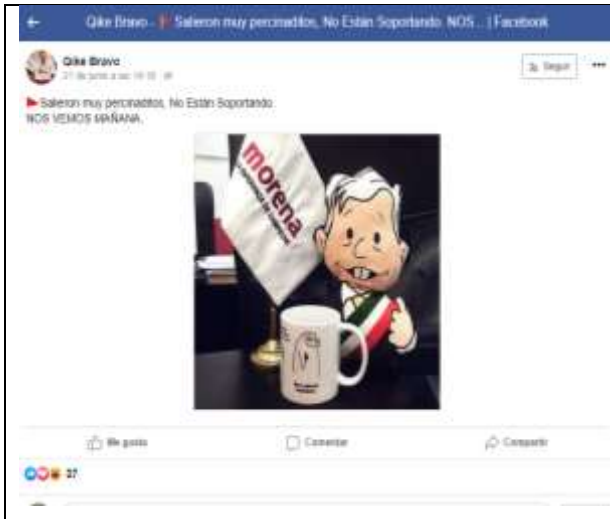 Qike Bravo - Salieron muy percinaditos, No Están Soportando. NOS... | Facebook
Qike Bravo
Seguir
Salieron muy percinaditos, No Están Soportando.
NOS VEMOS MAÑANA.
morena
Me gusta
Comentar
Compartir
27